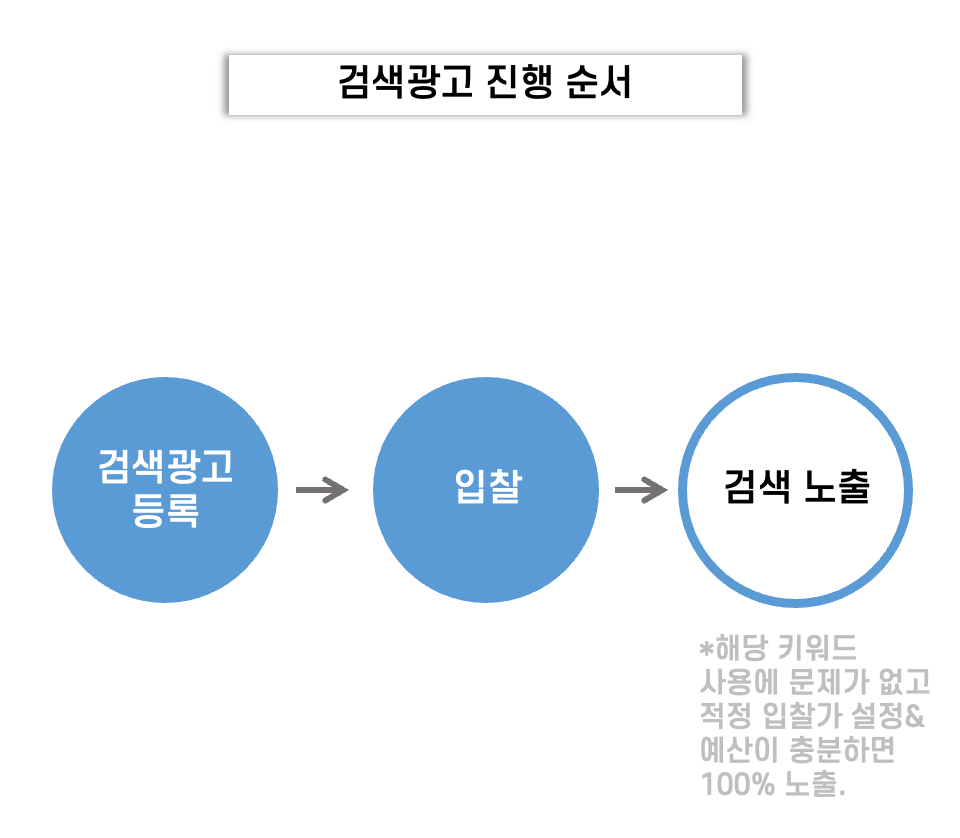 검색광고 진행 순서
검색광고
등록
입찰
검색 노출
*해당 키워드
사용에 문제가 없고
적정 입찰가 설정&
예산이 충분하면
100% 노출.